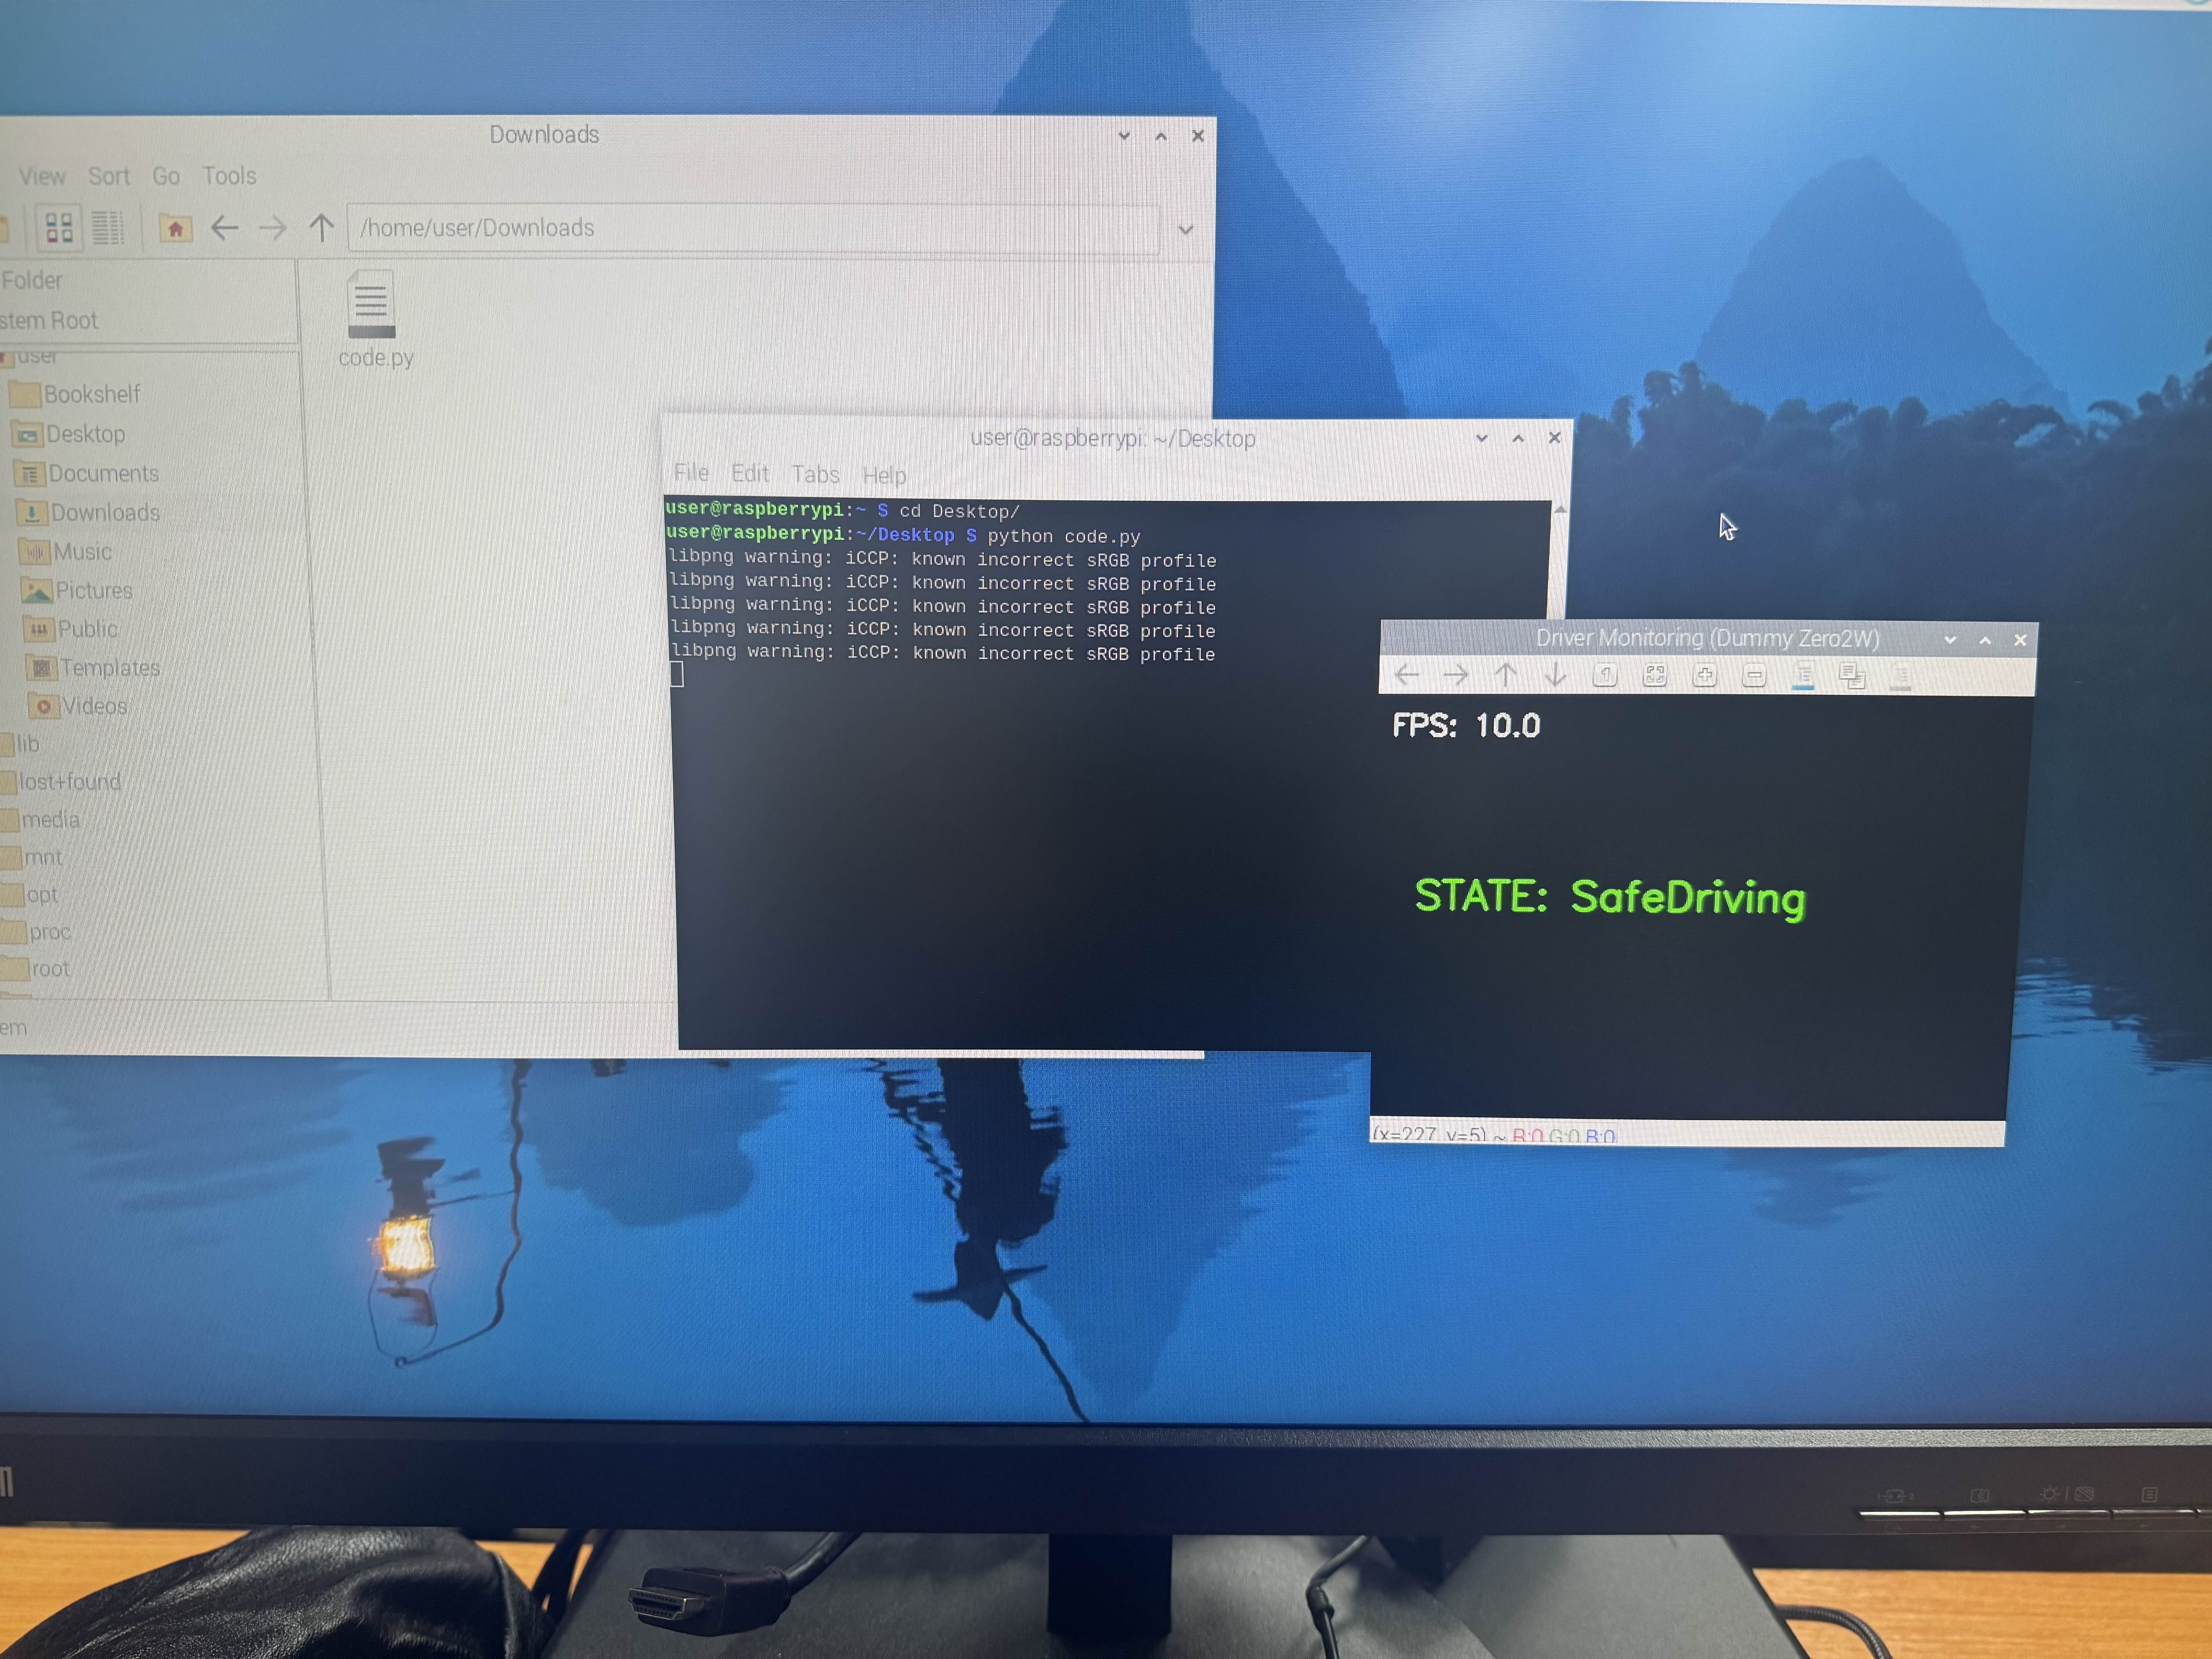 Downloads
View Sort Go Tools
/home/user/Downloads
Folder
stem Root
user
Bookshelf
Desktop
Documents
Downloads
Music
Pictures
Public
Templates
Videos
lib
lost+found
media
mnt
opt
proc
root
em
code.py
user@raspberrypi: ~/Desktop
File Edit Tabs Help
user@raspberrypi:~ $ cd Desktop/
user@raspberrypi:~/Desktop $ python code.py
libpng warning: iCCP: known incorrect sRGB profile
libpng warning: iCCP: known incorrect sRGB profile
libpng warning: iCCP: known incorrect sRGB profile
libpng warning: iCCP: known incorrect sRGB profile
libpng warning: iCCP: known incorrect sRGB profile
Driver Monitoring (Dummy Zero2W)
FPS: 10.0
STATE: SafeDriving
(x=227, y=5) ~ R:0 G:0 B:0